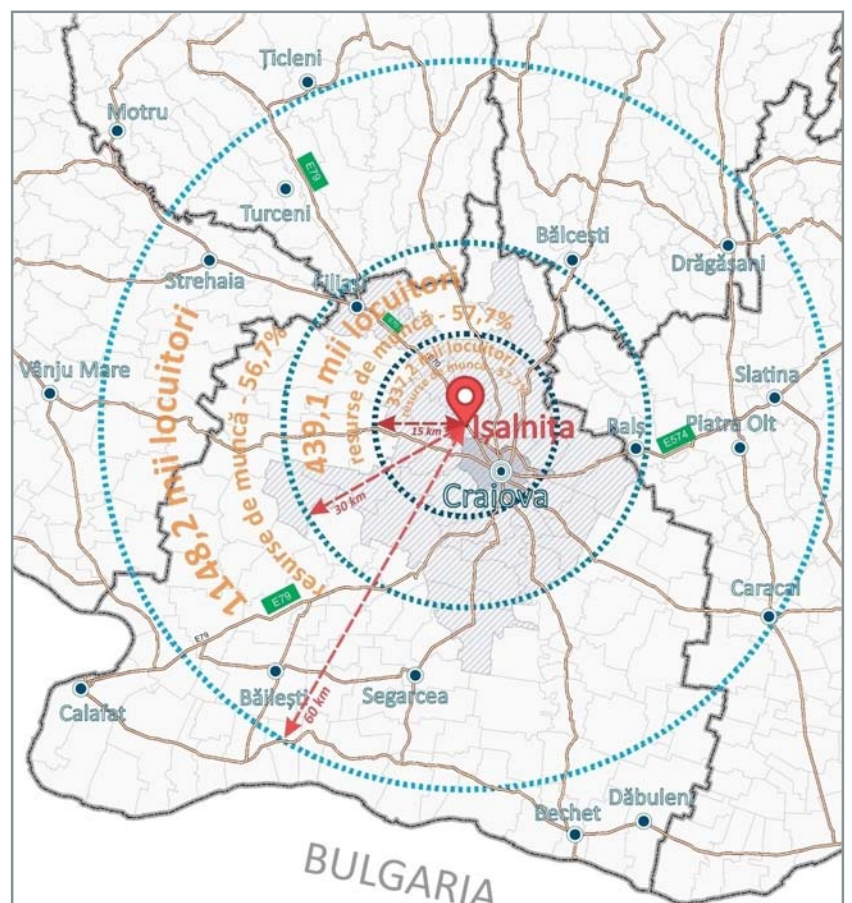 Țicleni
Motru
E79
Turceni
Bălcești
Drăgășani
Strehaia
Filiași
E79
1148,2 mii locuitori
resurse de muncă - 56,7%
439,1 mii locuitori
resurse de muncă - 57,7%
337,2 mii locuitori
resurse de muncă -
Vânju Mare
Slatina
Ișalnița
15 km
Balș
E574
Piatra Olt
Craiova
30 km
E79
E79
Caracal
Băilești
60 km
Segarcea
Calafat
Dăbuleni
Bechet
BULGARIA